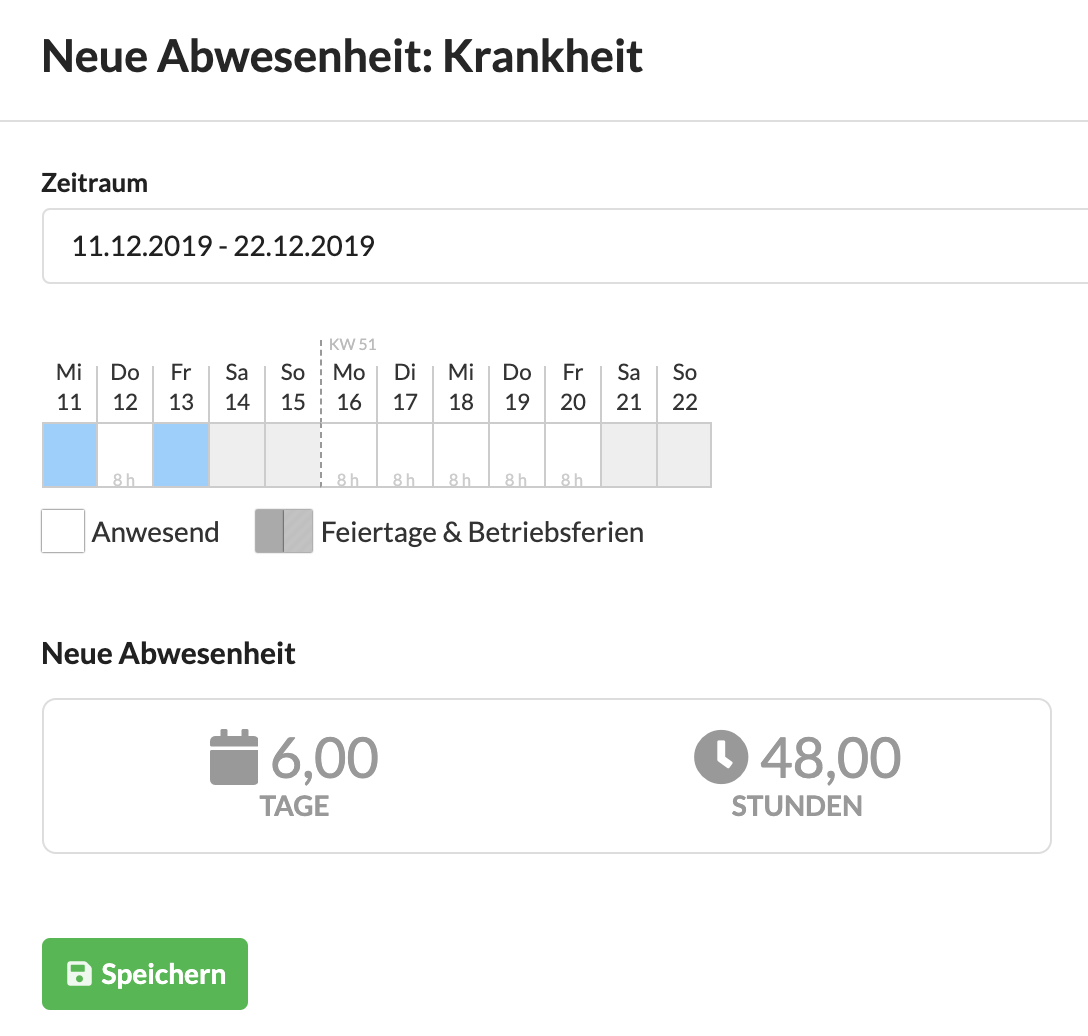 Neue Abwesenheit: Krankheit
Zeitraum
11.12.2019 - 22.12.2019
KW 51
Mi Do Fr Sa So Mo Di Mi Do Fr Sa So
11 12 13 14 15 16 17 18 19 20 21 22
8 h 8 h 8 h 8 h 8 h 8 h
Anwesend Feiertage & Betriebsferien
Neue Abwesenheit
6,00 48,00
TAGE STUNDEN
Speichern